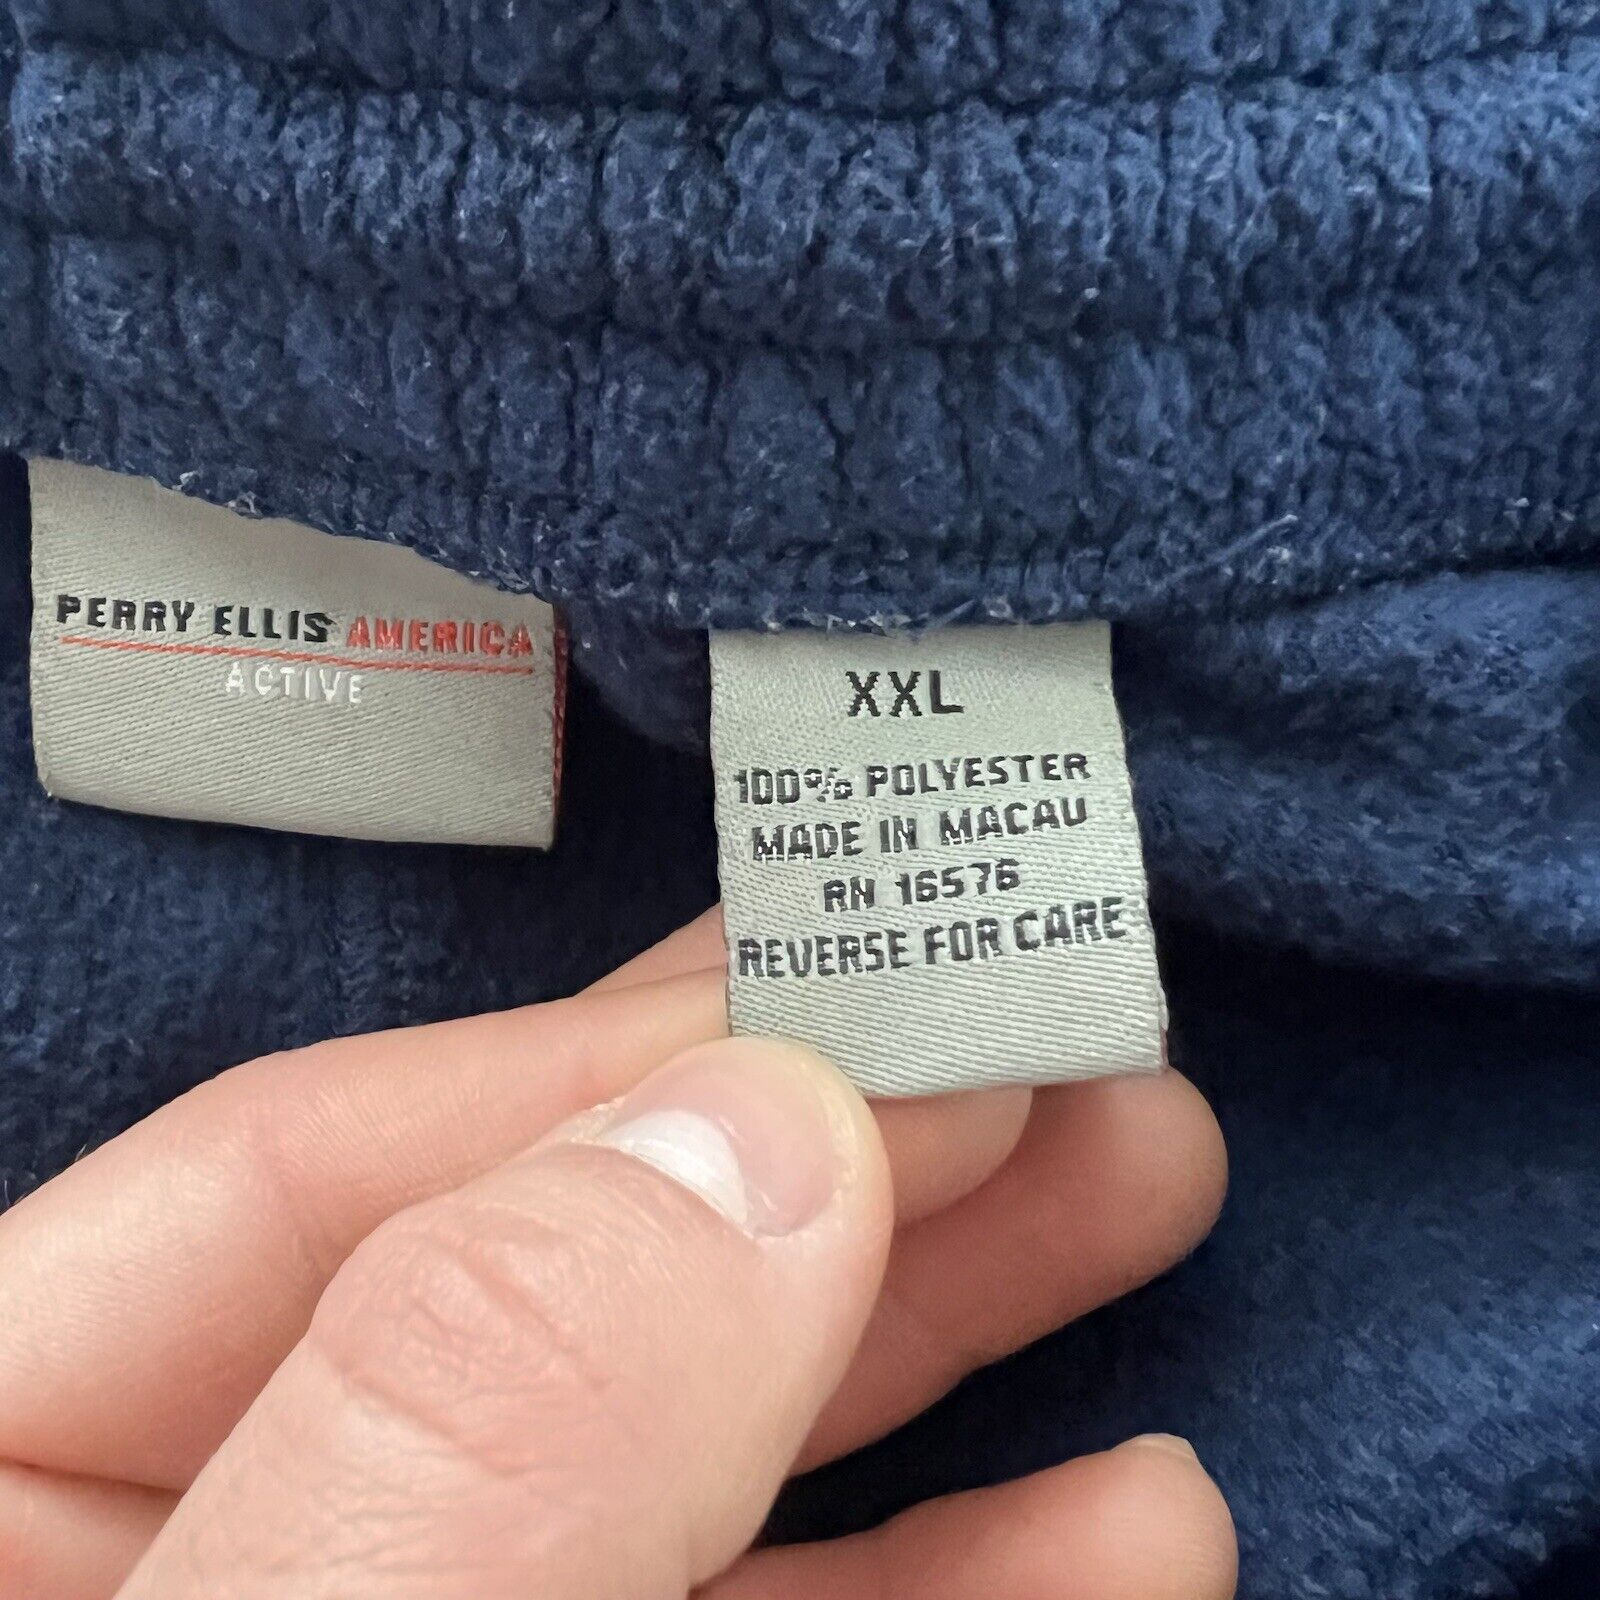 PERRY ELLIS AMERICA
ACTIVE
XXL
100% POLYESTER
MADE IN MACAU
RN 16576
REVERSE FOR CARE